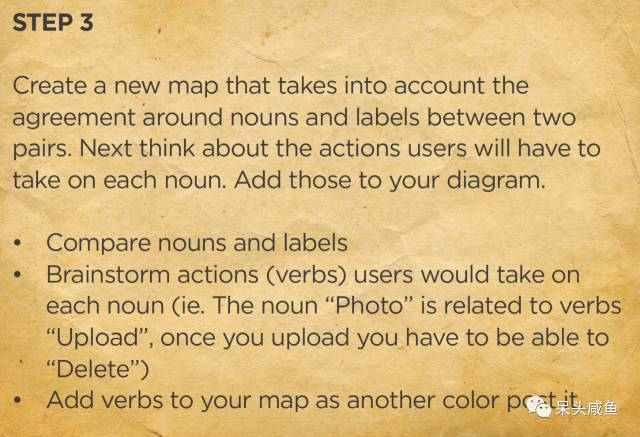 STEP 3
Create a new map that takes into account the
agreement around nouns and labels between two
pairs. Next think about the actions users will have to
take on each noun. Add those to your diagram.
• Compare nouns and labels
• Brainstorm actions (verbs) users would take on
each noun (ie. The noun “Photo” is related to verbs
“Upload”, once you upload you have to be able to
“Delete”)
• Add verbs to your map as another color post it
呆头咸鱼